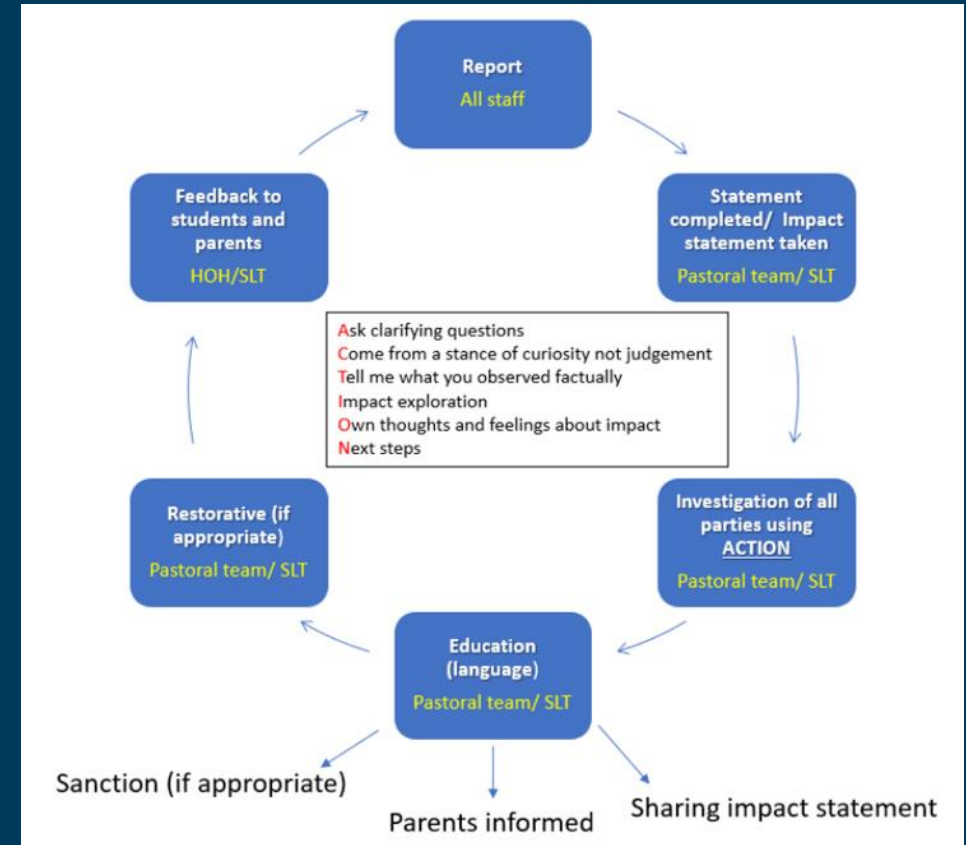 Report
All staff
Statement
completed/ Impact
statement taken
Pastoral team/ SLT
Investigation of all
parties using
ACTION
Pastoral team/ SLT
Education
(language)
Pastoral team/ SLT
Sanction (if appropriate)
Parents informed
Sharing impact statement
Restorative (if
appropriate)
Pastoral team/ SLT
Feedback to
students and
parents
HOH/SLT
Ask clarifying questions
Come from a stance of curiosity not judgement
Tell me what you observed factually
Impact exploration
Own thoughts and feelings about impact
Next steps